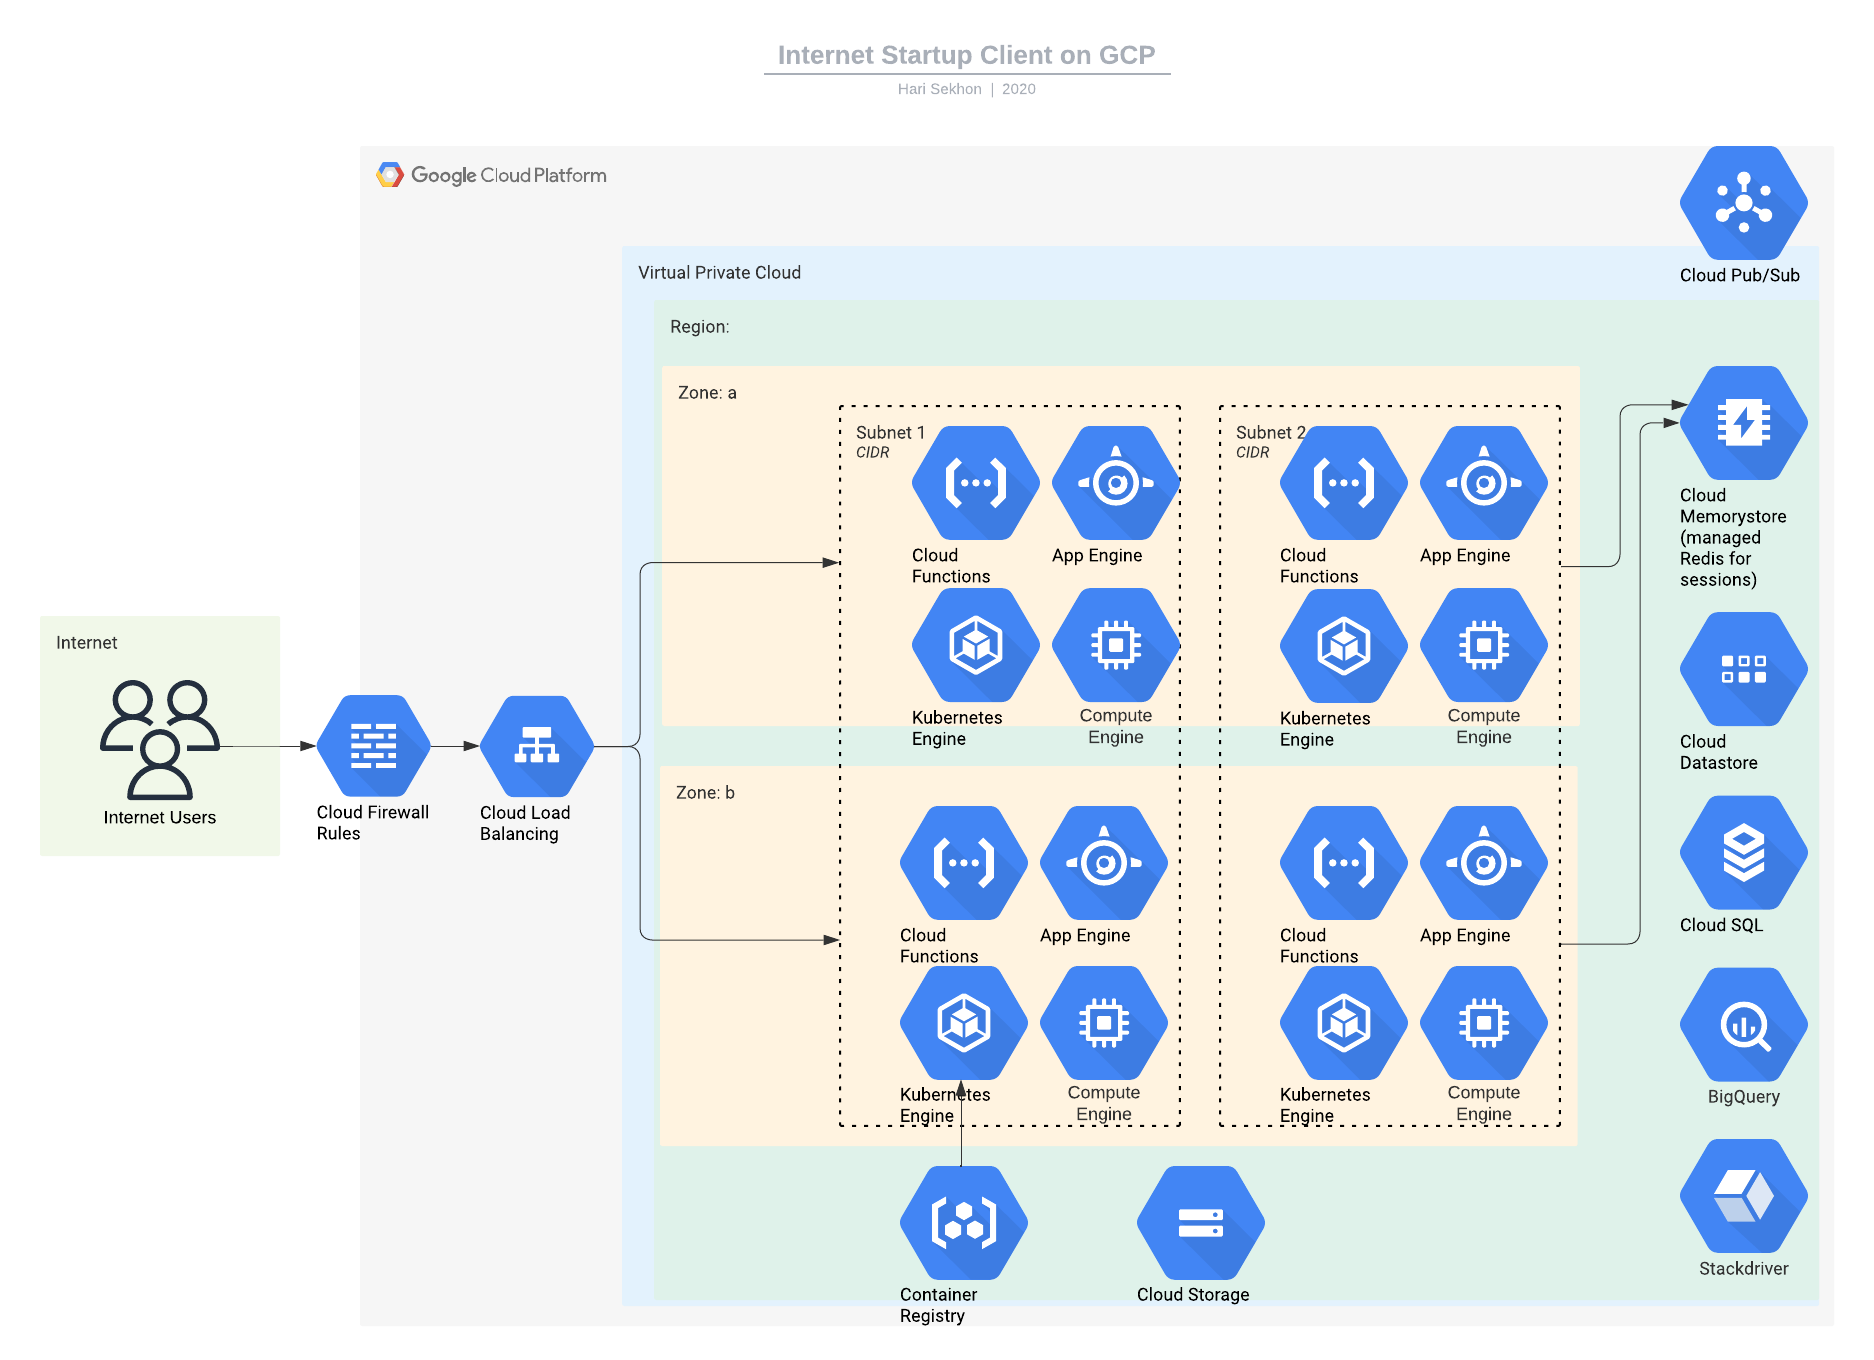 Internet Startup Client on GCP
Hari Sekhon | 2020
Google Cloud Platform
Cloud Pub/Sub
Virtual Private Cloud
Region:
Zone: a
Subnet 1
CIDR
Cloud
Functions
App Engine
Kubernetes
Engine
Compute
Engine
Subnet 2
CIDR
Cloud
Functions
App Engine
Kubernetes
Engine
Compute
Engine
Cloud
Memorystore
(managed
Redis for
sessions)
Internet
Internet Users
Cloud Firewall
Rules
Cloud Load
Balancing
Cloud
Datastore
Zone: b
Cloud
Functions
App Engine
Kubernetes
Engine
Compute
Engine
Cloud
Functions
App Engine
Kubernetes
Engine
Compute
Engine
Cloud SQL
BigQuery
Stackdriver
Container
Registry
Cloud Storage